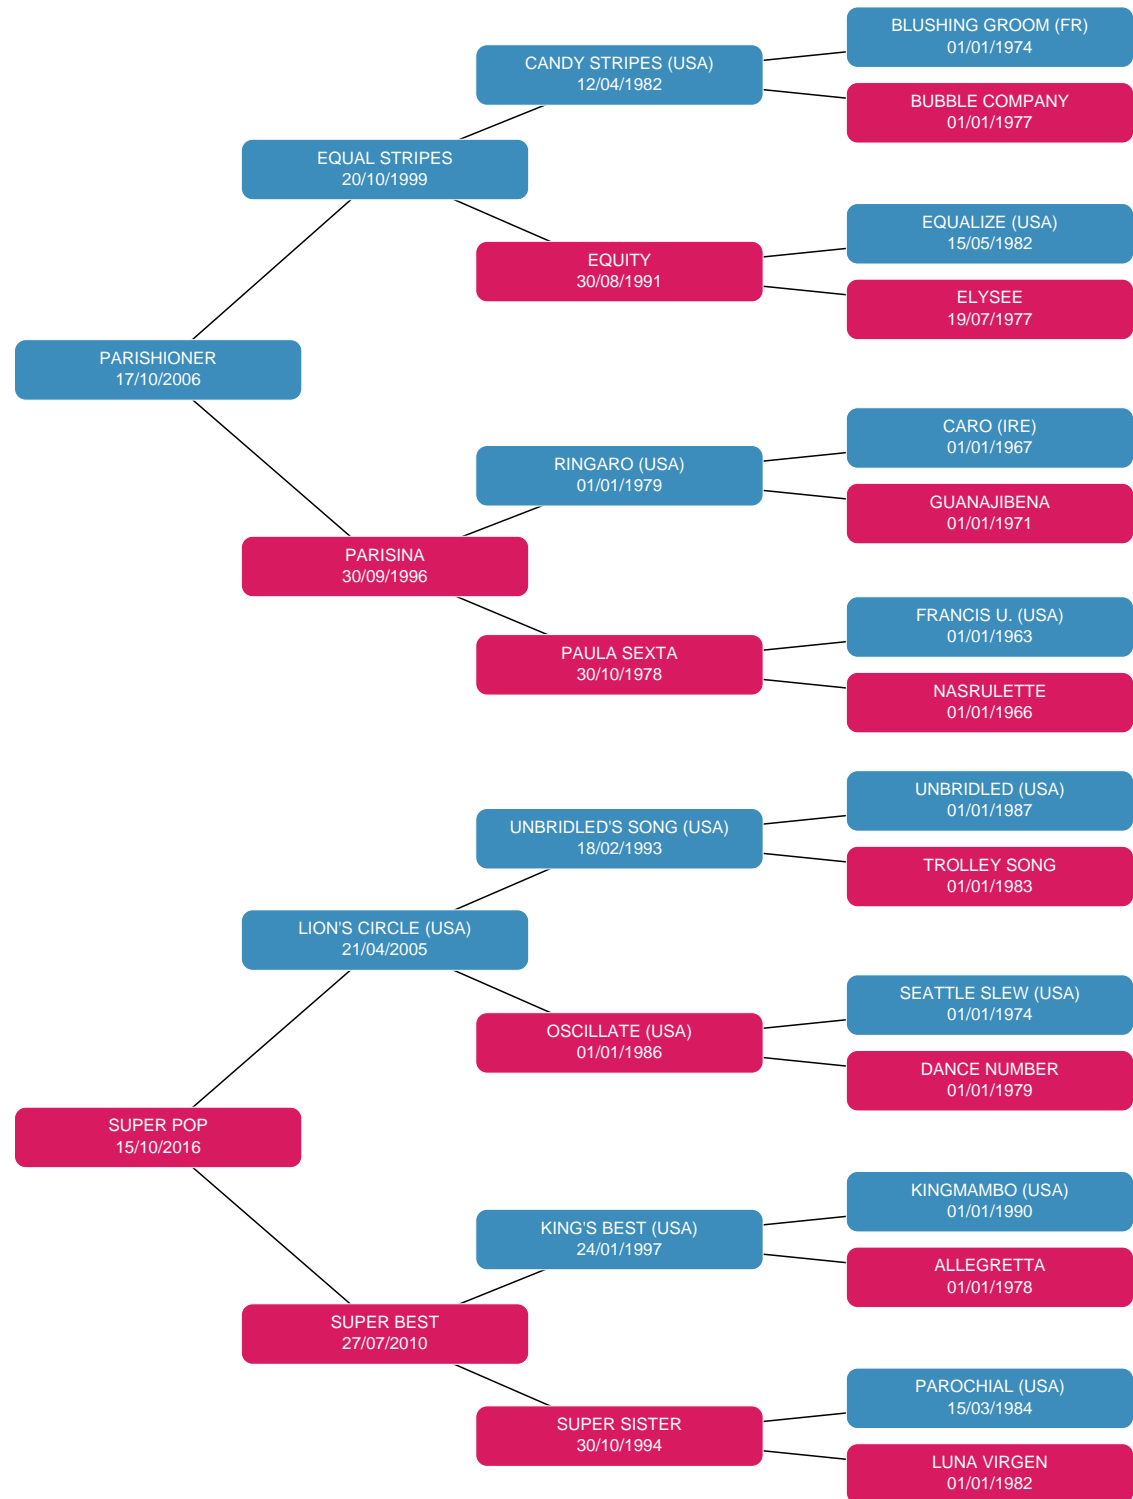 BLUSHING GROOM (FR)
01/01/1974
CANDY STRIPES (USA)
12/04/1982
BUBBLE COMPANY
01/01/1977
EQUAL STRIPES
20/10/1999
EQUALIZE (USA)
15/05/1982
EQUITY
30/08/1991
ELYSEE
19/07/1977
PARISHIONER
17/10/2006
CARO (IRE)
01/01/1967
RINGARO (USA)
01/01/1979
GUANAJIBENA
01/01/1971
PARISINA
30/09/1996
FRANCIS U. (USA)
01/01/1963
PAULA SEXTA
30/10/1978
NASRULETTE
01/01/1966
UNBRIDLED (USA)
01/01/1987
UNBRIDLED'S SONG (USA)
18/02/1993
TROLLEY SONG
01/01/1983
LION'S CIRCLE (USA)
21/04/2005
SEATTLE SLEW (USA)
01/01/1974
OSCILLATE (USA)
01/01/1986
DANCE NUMBER
01/01/1979
SUPER POP
15/10/2016
KINGMAMBO (USA)
01/01/1990
KING'S BEST (USA)
24/01/1997
ALLEGRETTA
01/01/1978
SUPER BEST
27/07/2010
PAROCHIAL (USA)
15/03/1984
SUPER SISTER
30/10/1994
LUNA VIRGEN
01/01/1982